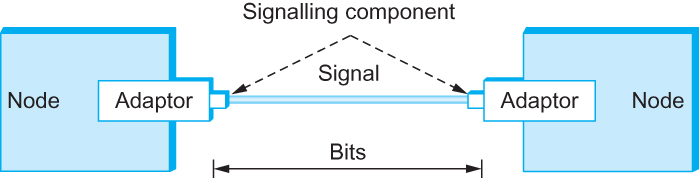 Signalling component
Signal
Node
Adaptor
Adaptor
Node
Bits